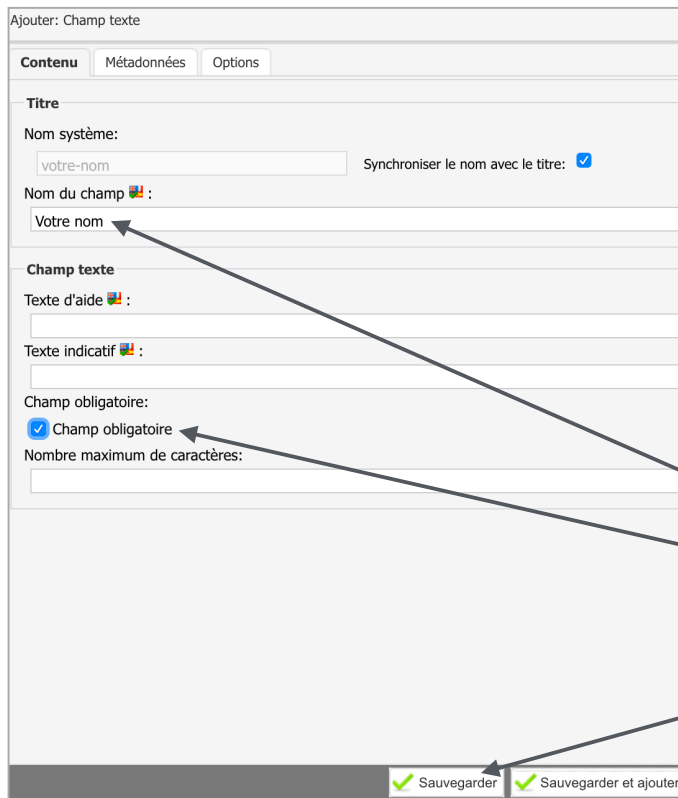 Ajouter: Champ texte
Contenu Métadonnées Options
Titre
Nom système:
votre-nom Synchroniser le nom avec le titre:
Nom du champ :
Votre nom
Champ texte
Texte d'aide :
Texte indicatif :
Champ obligatoire:
Champ obligatoire
Nombre maximum de caractères:
Sauvegarder Sauvegarder et ajouter